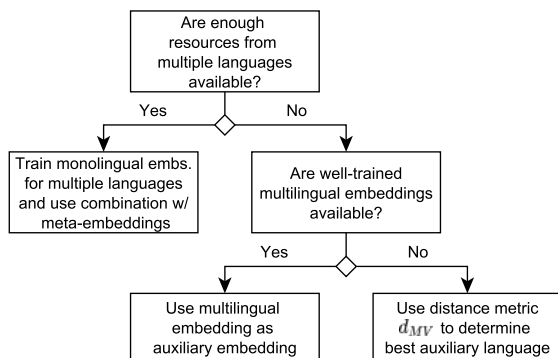 Are enough
resources from
multiple languages
available?
Yes
No
Train monolingual embs.
for multiple languages
and use combination w/
meta-embeddings
Are well-trained
multilingual embeddings
available?
Yes
No
Use multilingual
embedding as
auxiliary embedding
Use distance metric
d_{MV} to determine
best auxiliary language